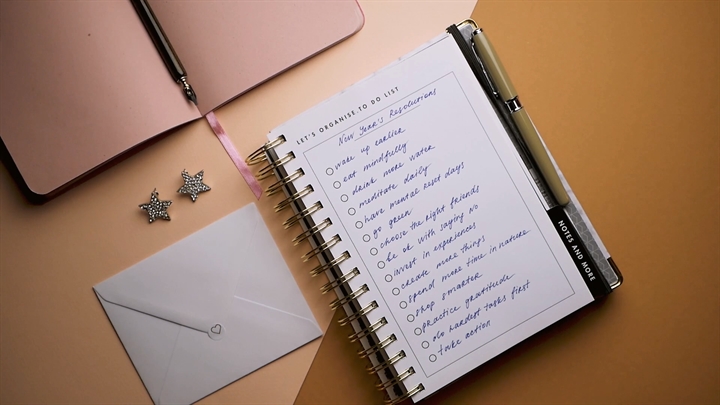 LET'S ORGANISE. TO DO LIST
New Year's Resolutions
wake up earlier
eat mindfully
drink more water
meditate daily
have mental reset days
go green
choose the right friends
be ok with saying no
invest in experiences
create more things
spend more time in nature
shop smarter
practice gratitude
do hardest tasks first
take action
NOTES AND MORE